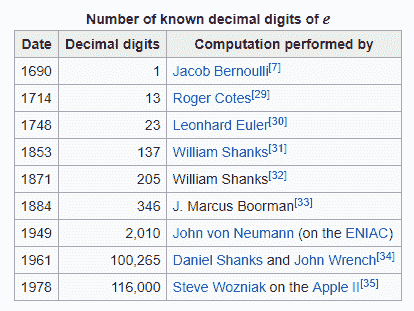 Number of known decimal digits of e
Date Decimal digits Computation performed by
1690 1 Jacob Bernoulli[7]
1714 13 Roger Cotes[29]
1748 23 Leonhard Euler[30]
1853 137 William Shanks[31]
1871 205 William Shanks[32]
1884 346 J. Marcus Boorman[33]
1949 2,010 John von Neumann (on the ENIAC)
1961 100,265 Daniel Shanks and John Wrench[34]
1978 116,000 Steve Wozniak on the Apple II[35]